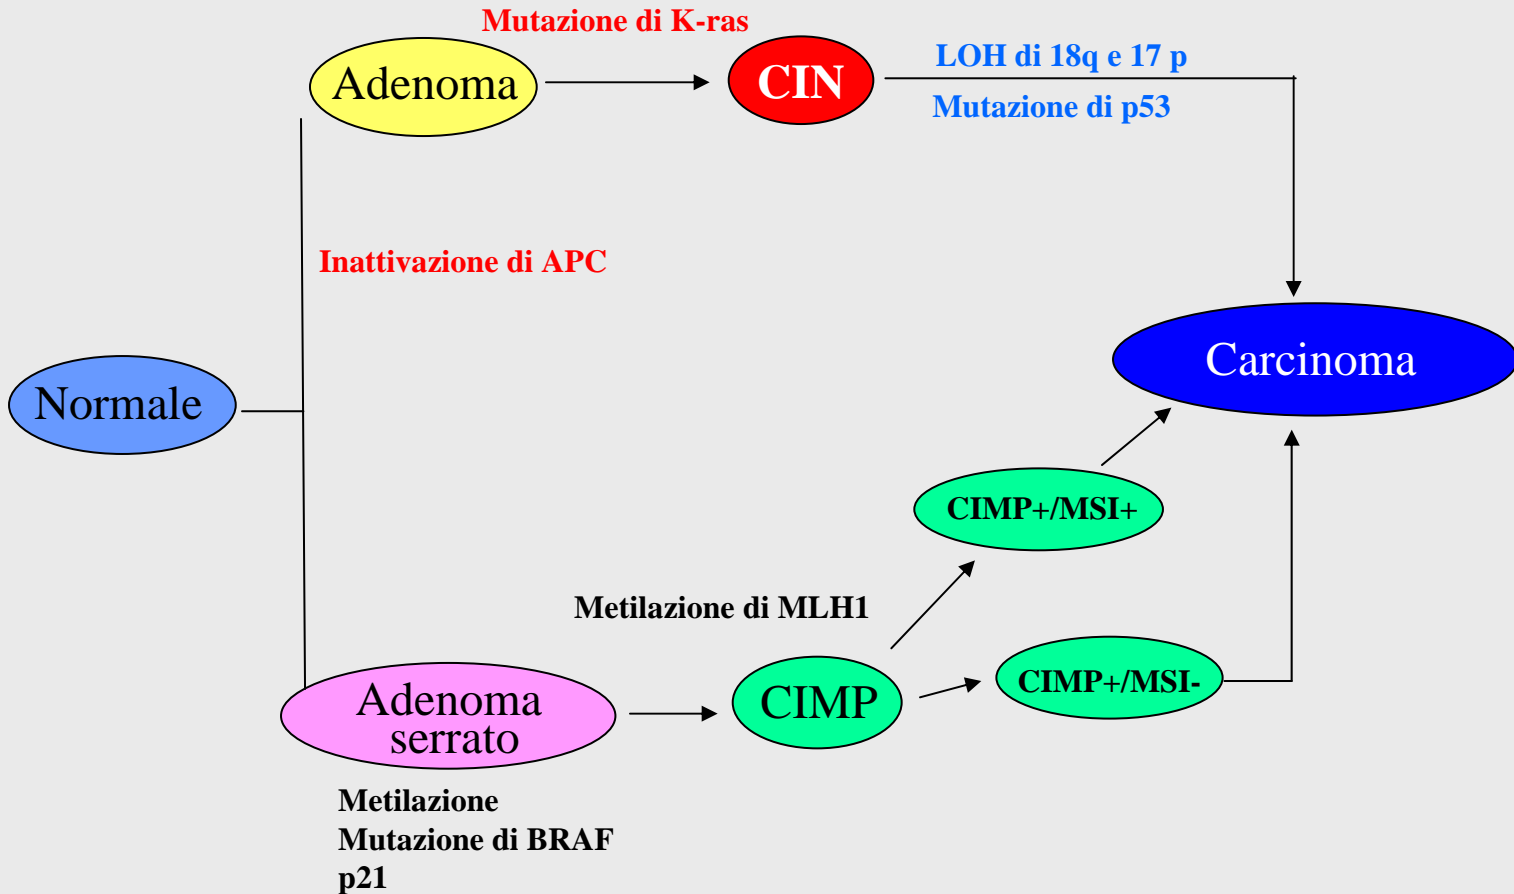 Mutazione di K-ras
Adenoma
CIN
LOH di 18q e 17 p
Mutazione di p53
Inattivazione di APC
Normale
Carcinoma
CIMP+/MSI+
Metilazione di MLH1
Adenoma
serrato
CIMP
CIMP+/MSI-
Metilazione
Mutazione di BRAF
p21